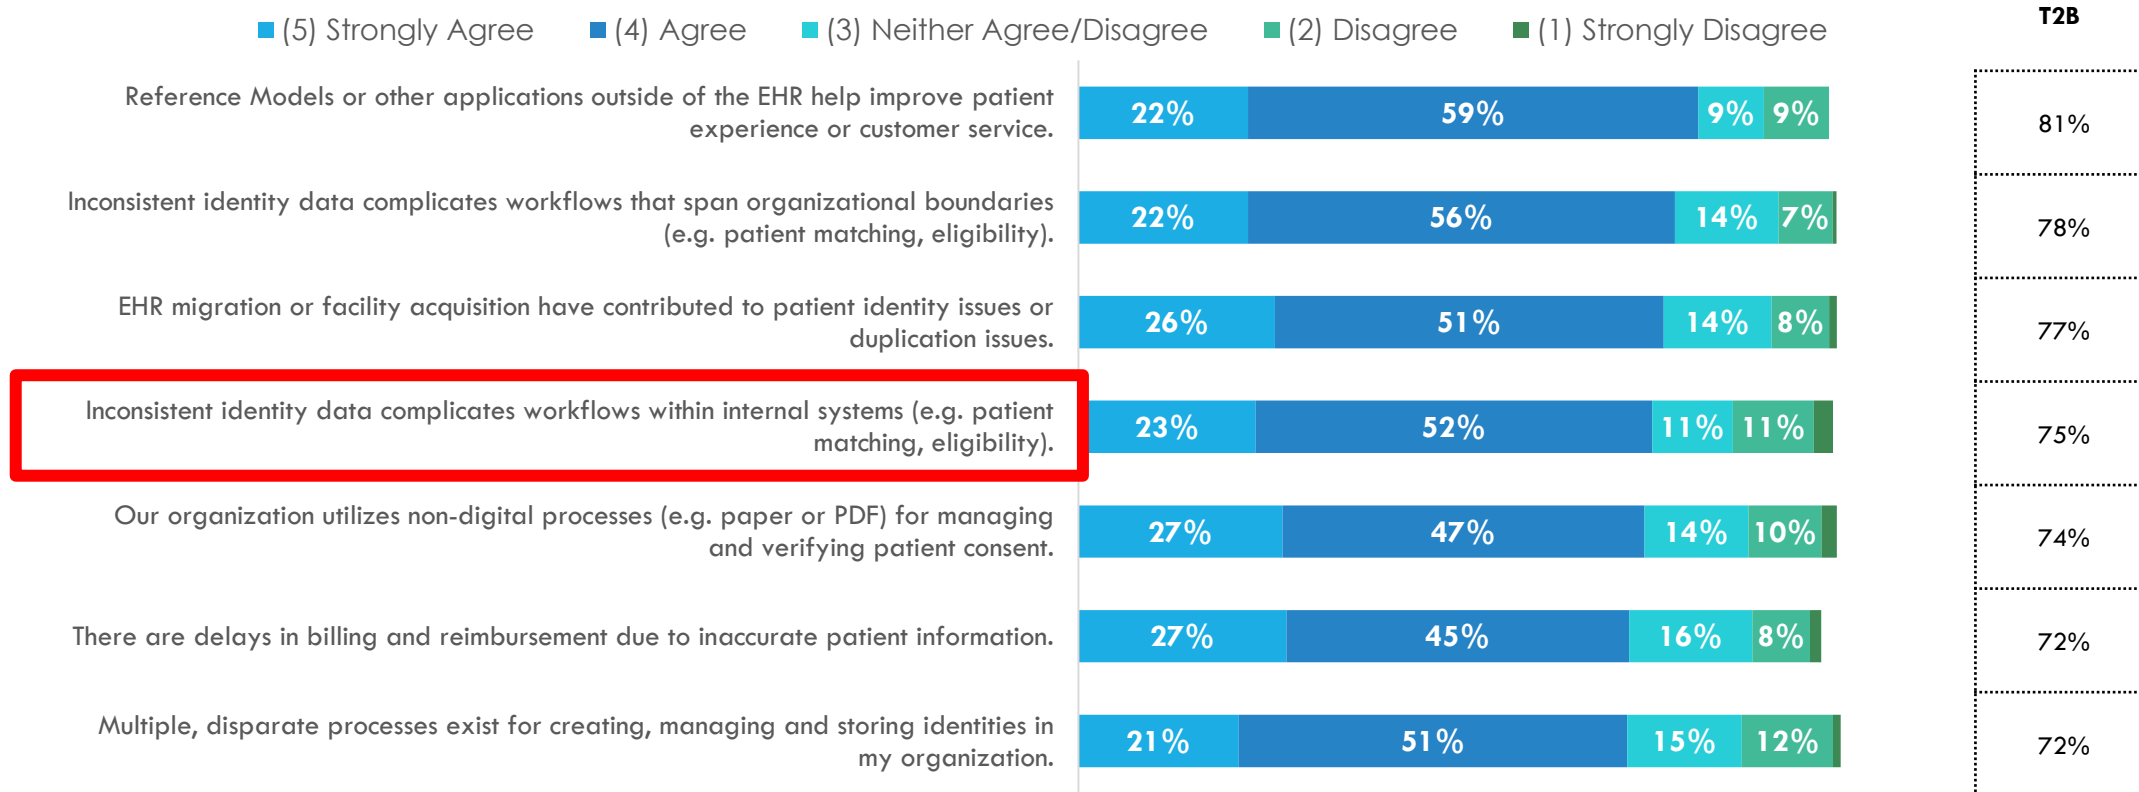 (5) Strongly Agree (4) Agree (3) Neither Agree/Disagree (2) Disagree (1) Strongly Disagree T2B
Reference Models or other applications outside of the EHR help improve patient
experience or customer service.
22% 59% 9% 9% 81%
Inconsistent identity data complicates workflows that span organizational boundaries
(e.g. patient matching, eligibility).
22% 56% 14% 7% 78%
EHR migration or facility acquisition have contributed to patient identity issues or
duplication issues.
26% 51% 14% 8% 77%
Inconsistent identity data complicates workflows within internal systems (e.g. patient
matching, eligibility).
23% 52% 11% 11% 75%
Our organization utilizes non-digital processes (e.g. paper or PDF) for managing
and verifying patient consent.
27% 47% 14% 10% 74%
There are delays in billing and reimbursement due to inaccurate patient information.
27% 45% 16% 8% 72%
Multiple, disparate processes exist for creating, managing and storing identities in
my organization.
21% 51% 15% 12% 72%